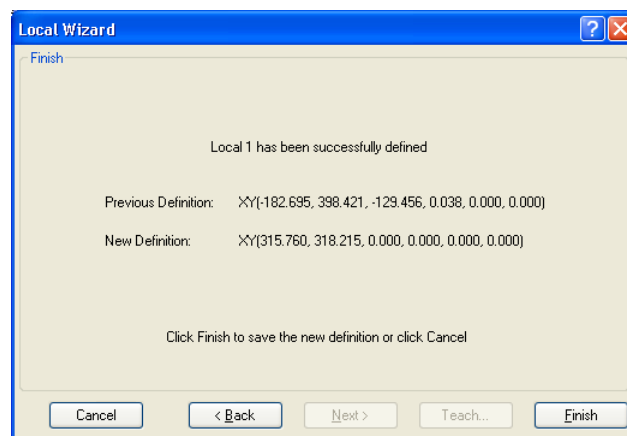 Local Wizard
Finish
Local 1 has been successfully defined
Previous Definition: XY(-182.695, 398.421, -129.456, 0.038, 0.000, 0.000)
New Definition: XY(315.760, 318.215, 0.000, 0.000, 0.000, 0.000)
Click Finish to save the new definition or click Cancel
Cancel < Back Next > Teach... Finish